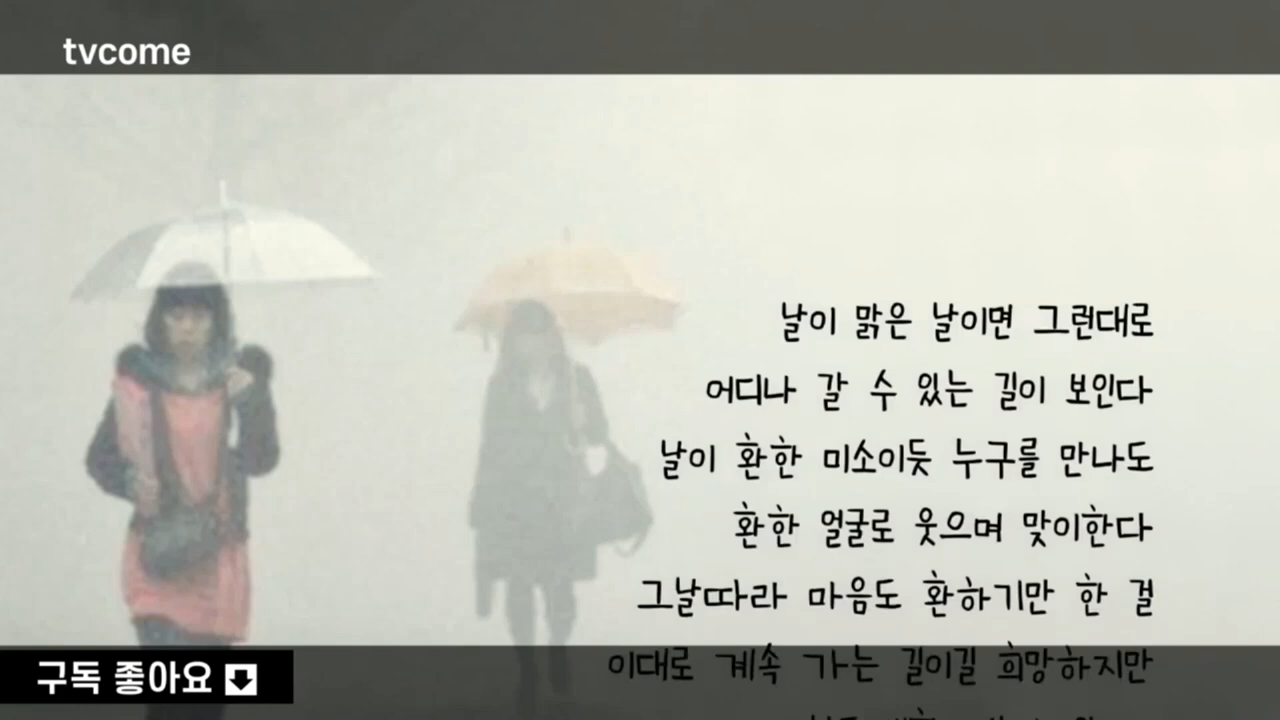 tvcome
날이 맑은 날이면 그런대로
어디나 갈 수 있는 길이 보인다
날이 환한 미소이듯 누구를 만나도
환한 얼굴로 웃으며 맞이한다
그날따라 마음도 환하기만 한 걸
이대로 계속 가는 길이길 희망하지만
구독 좋아요